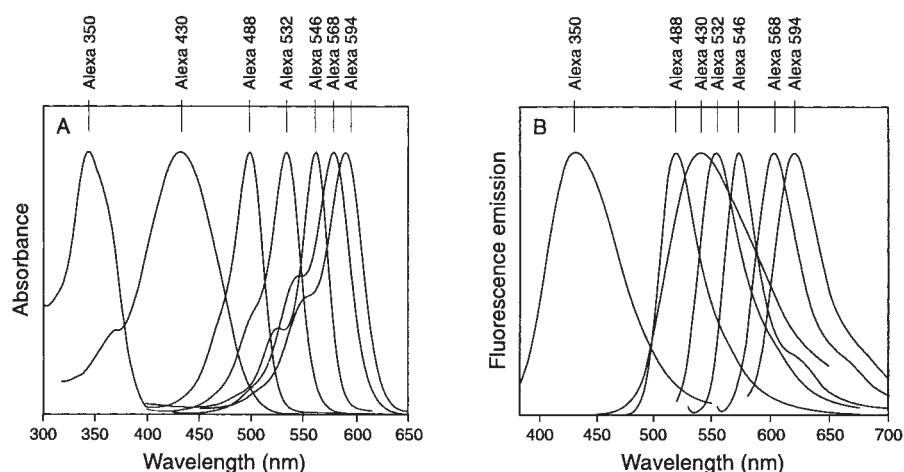 Alexa 350
Alexa 430
Alexa 488
Alexa 532
Alexa 546
Alexa 568
Alexa 594
A
Absorbance
300 350 400 450 500 550 600 650
Wavelength (nm)
Alexa 350
Alexa 488
Alexa 430
Alexa 532
Alexa 546
Alexa 568
Alexa 594
B
Fluorescence emission
400 450 500 550 600 650 700
Wavelength (nm)